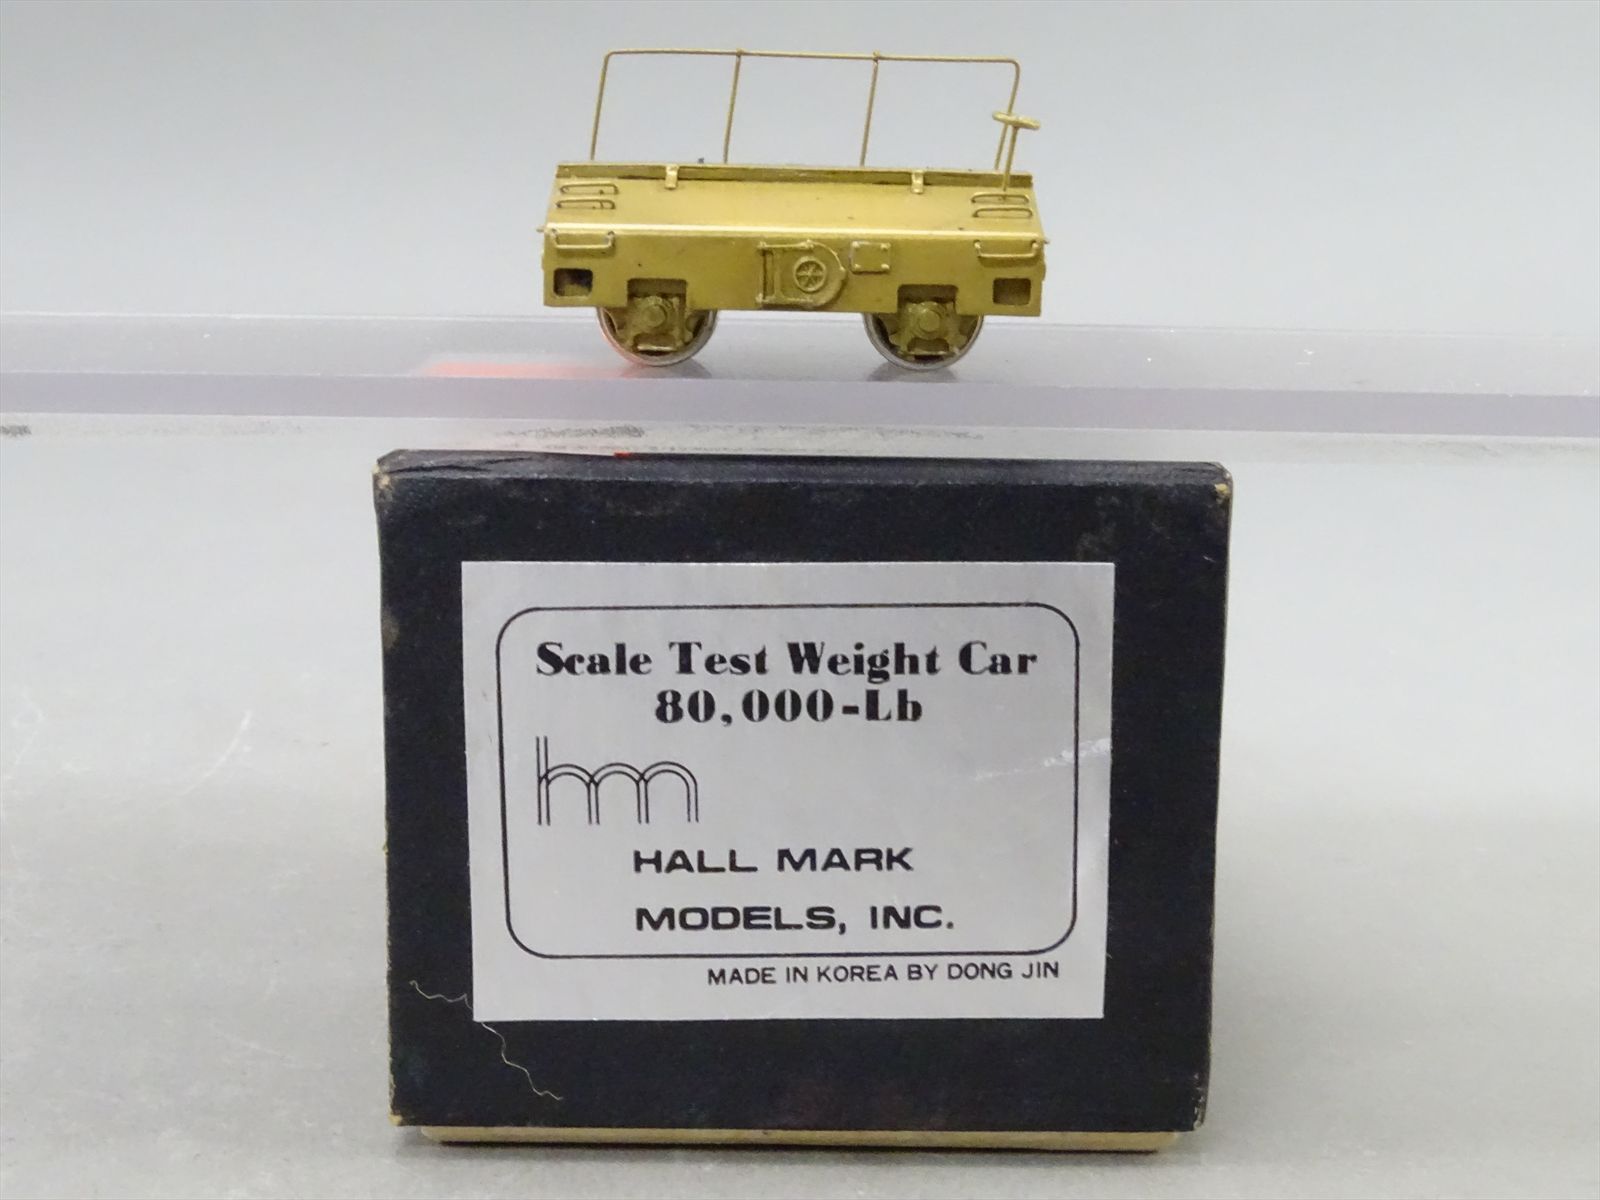 Scale Test Weight Car
80,000-Lb
hm
HALL MARK
MODELS, INC.
MADE IN KOREA BY DONG JIN